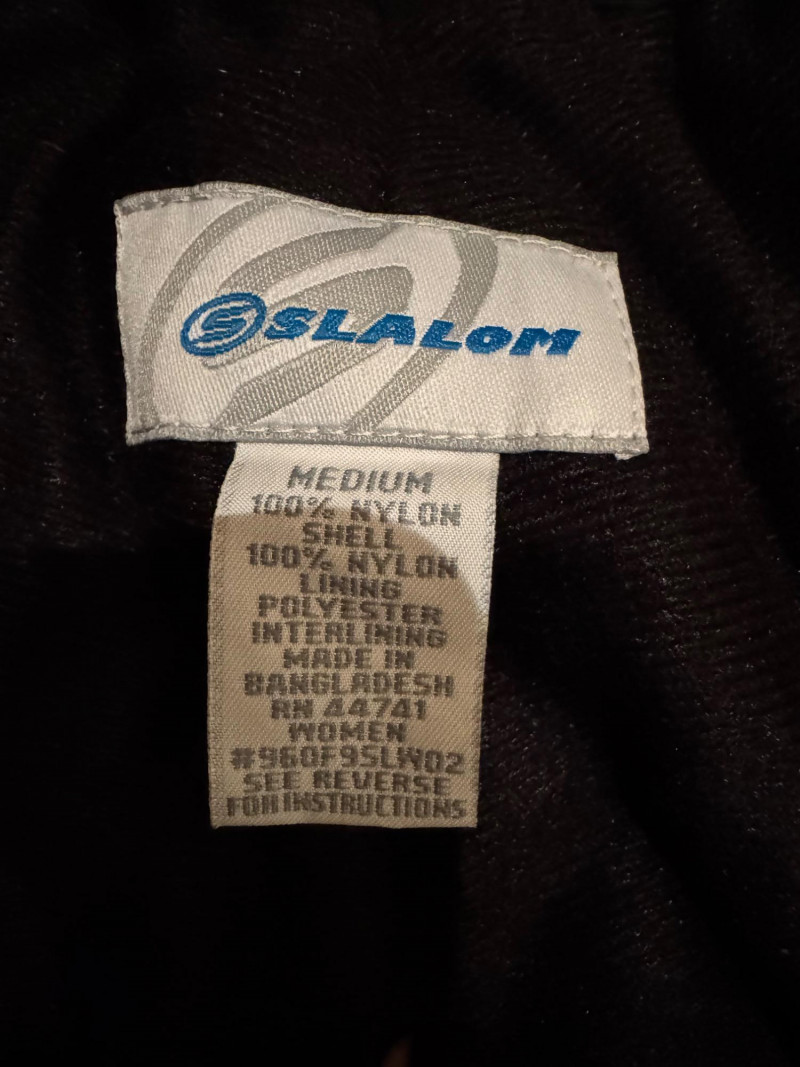 SLALOM
MEDIUM
100% NYLON
SHELL
100% NYLON
LINING
POLYESTER
INTERLINING
MADE IN
BANGLADESH
RN 44741
WOMEN
#960F9SLW02
SEE REVERSE
FOR INSTRUCTIONS